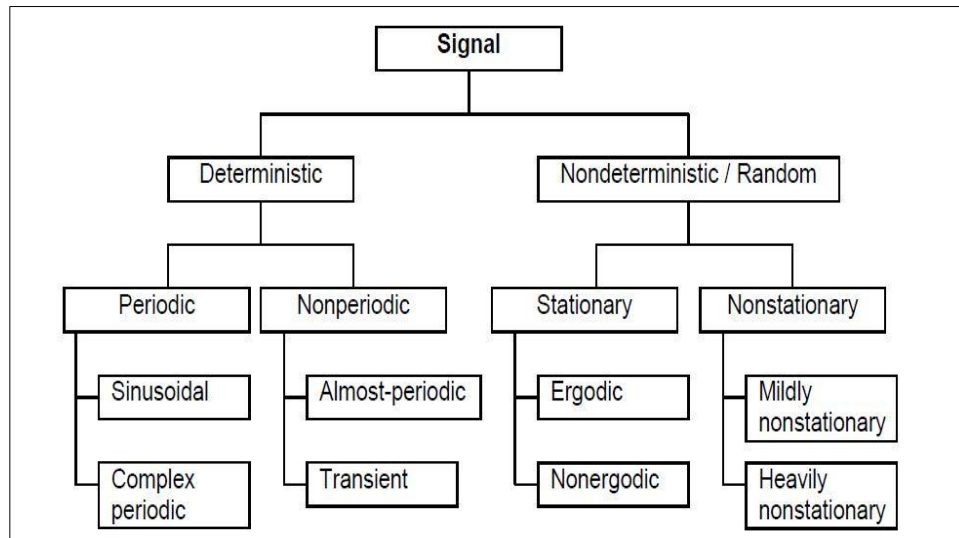 Signal
Deterministic
Nondeterministic / Random
Periodic
Nonperiodic
Stationary
Nonstationary
Sinusoidal
Almost-periodic
Ergodic
Mildly
nonstationary
Complex
periodic
Transient
Nonergodic
Heavily
nonstationary